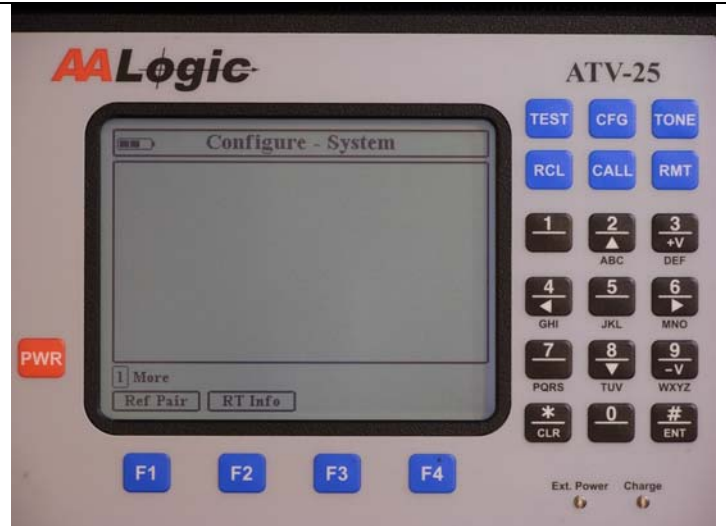 AALogic
ATV-25
Configure - System
1 More
Ref Pair RT Info
PWR
F1 F2 F3 F4
TEST CFG TONE
RCL CALL RMT
1 2 3 +V
ABC DEF
4 5 6
GHI JKL MNO
7 8 9 -V
PQRS TUV WXYZ
* 0 #
CLR ENT
Ext. Power Charge